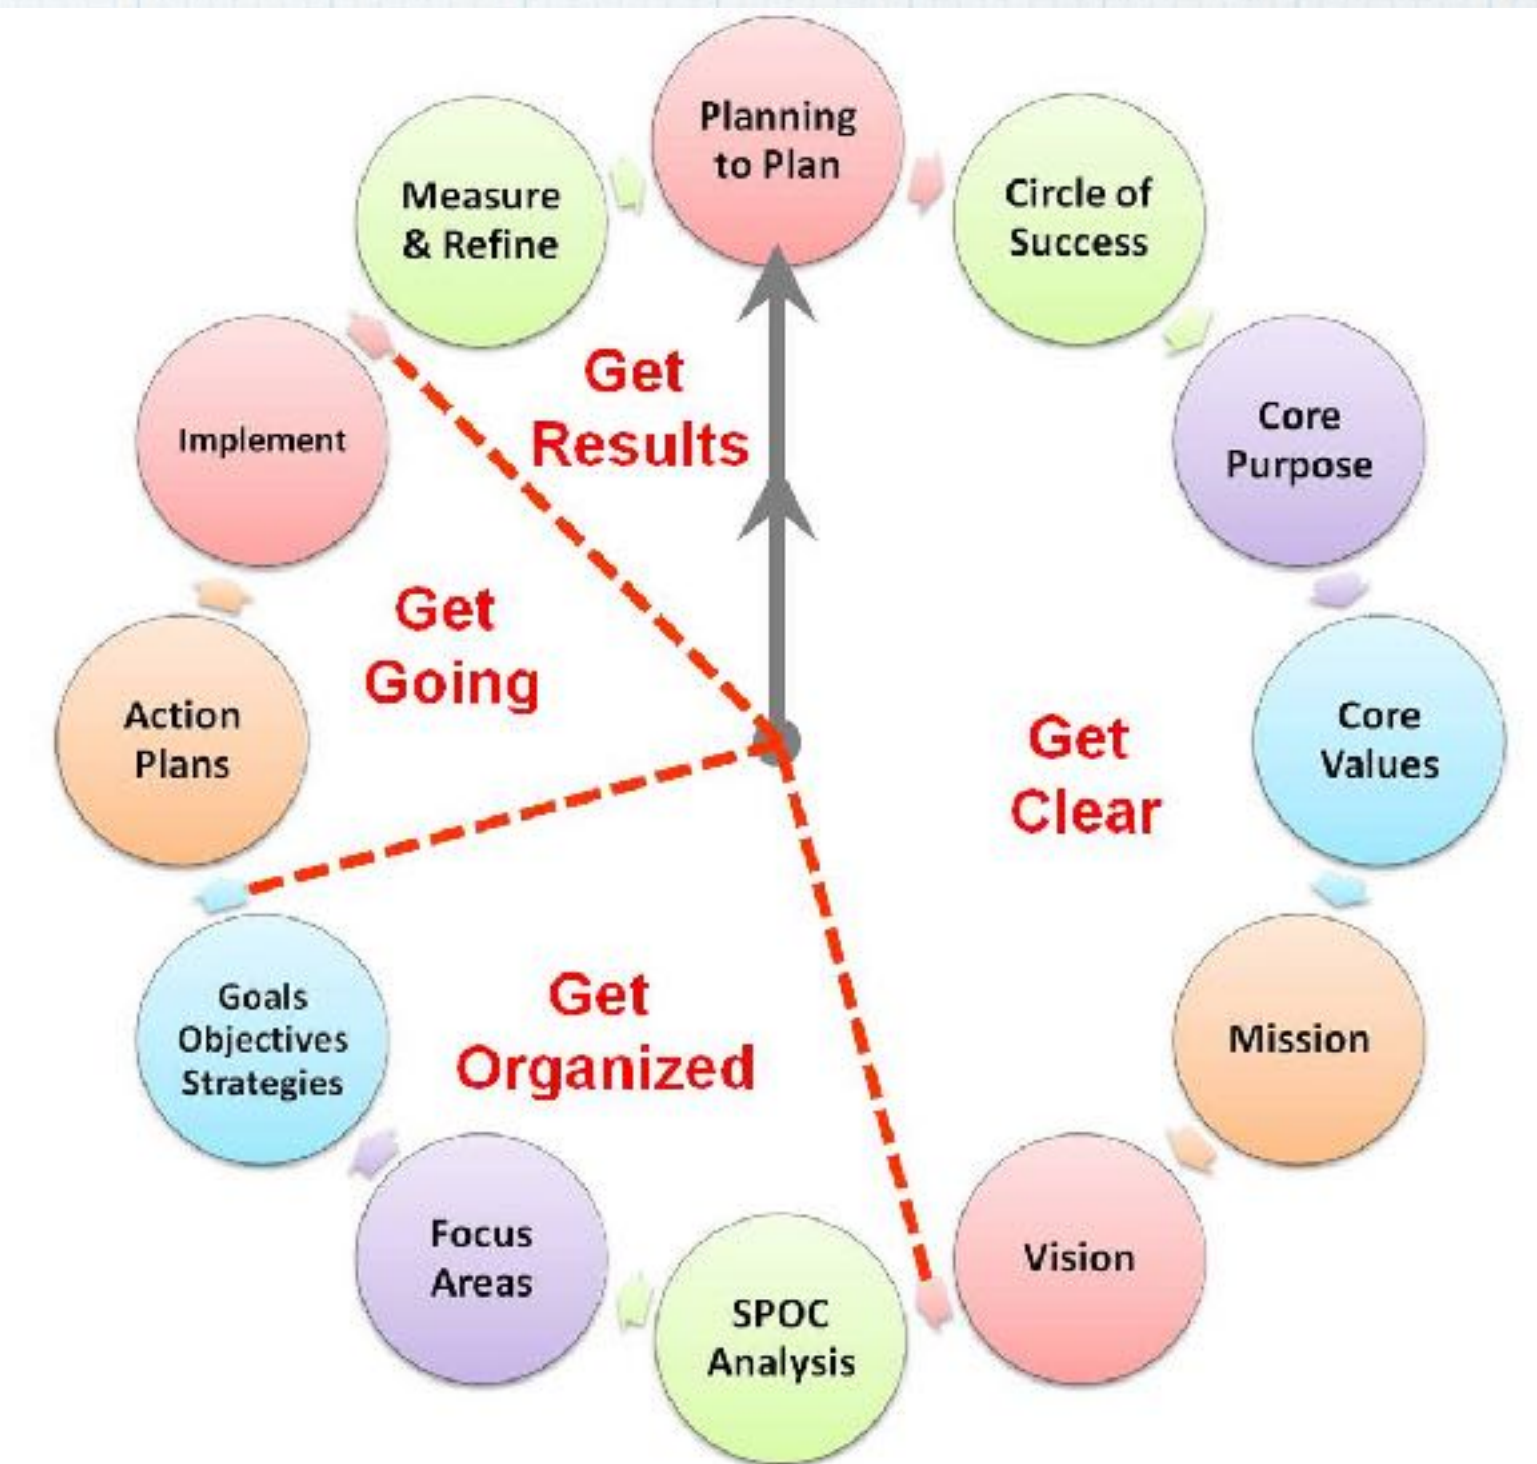 Planning
to Plan
Circle of
Success
Core
Purpose
Core
Values
Mission
Vision
SPOC
Analysis
Focus
Areas
Goals
Objectives
Strategies
Action
Plans
Implement
Measure
& Refine
Get
Clear
Get
Organized
Get
Going
Get
Results